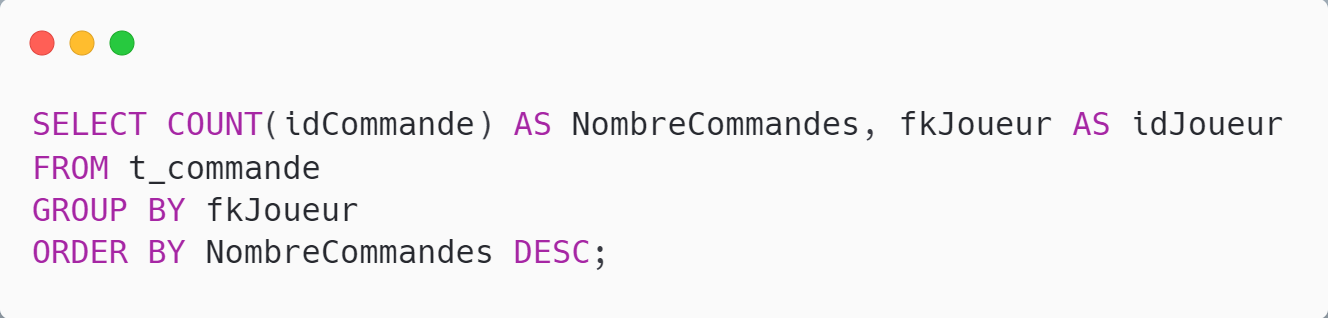 SELECT COUNT(idCommande) AS NombreCommandes, fkJoueur AS idJoueur
FROM t_commande
GROUP BY fkJoueur
ORDER BY NombreCommandes DESC;